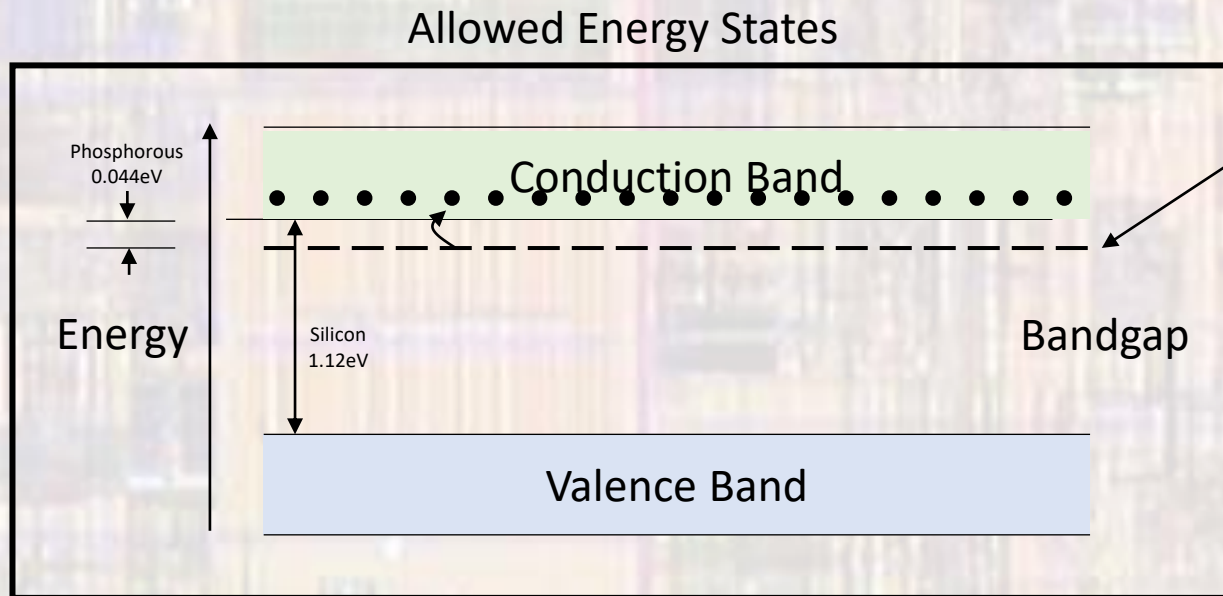 Allowed Energy States
Phosphorous
0.044eV
Conduction Band
Energy
Silicon
1.12eV
Bandgap
Valence Band